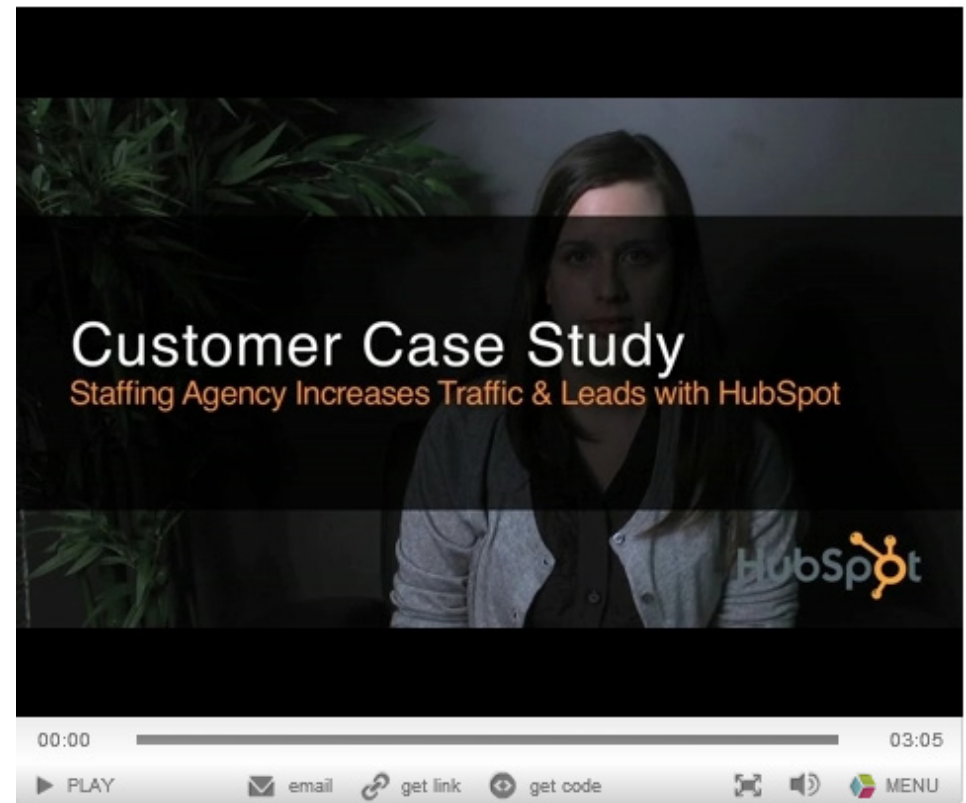 Customer Case Study
Staffing Agency Increases Traffic & Leads with HubSpot
HubSpot
00:00 03:05
PLAY email get link get code MENU